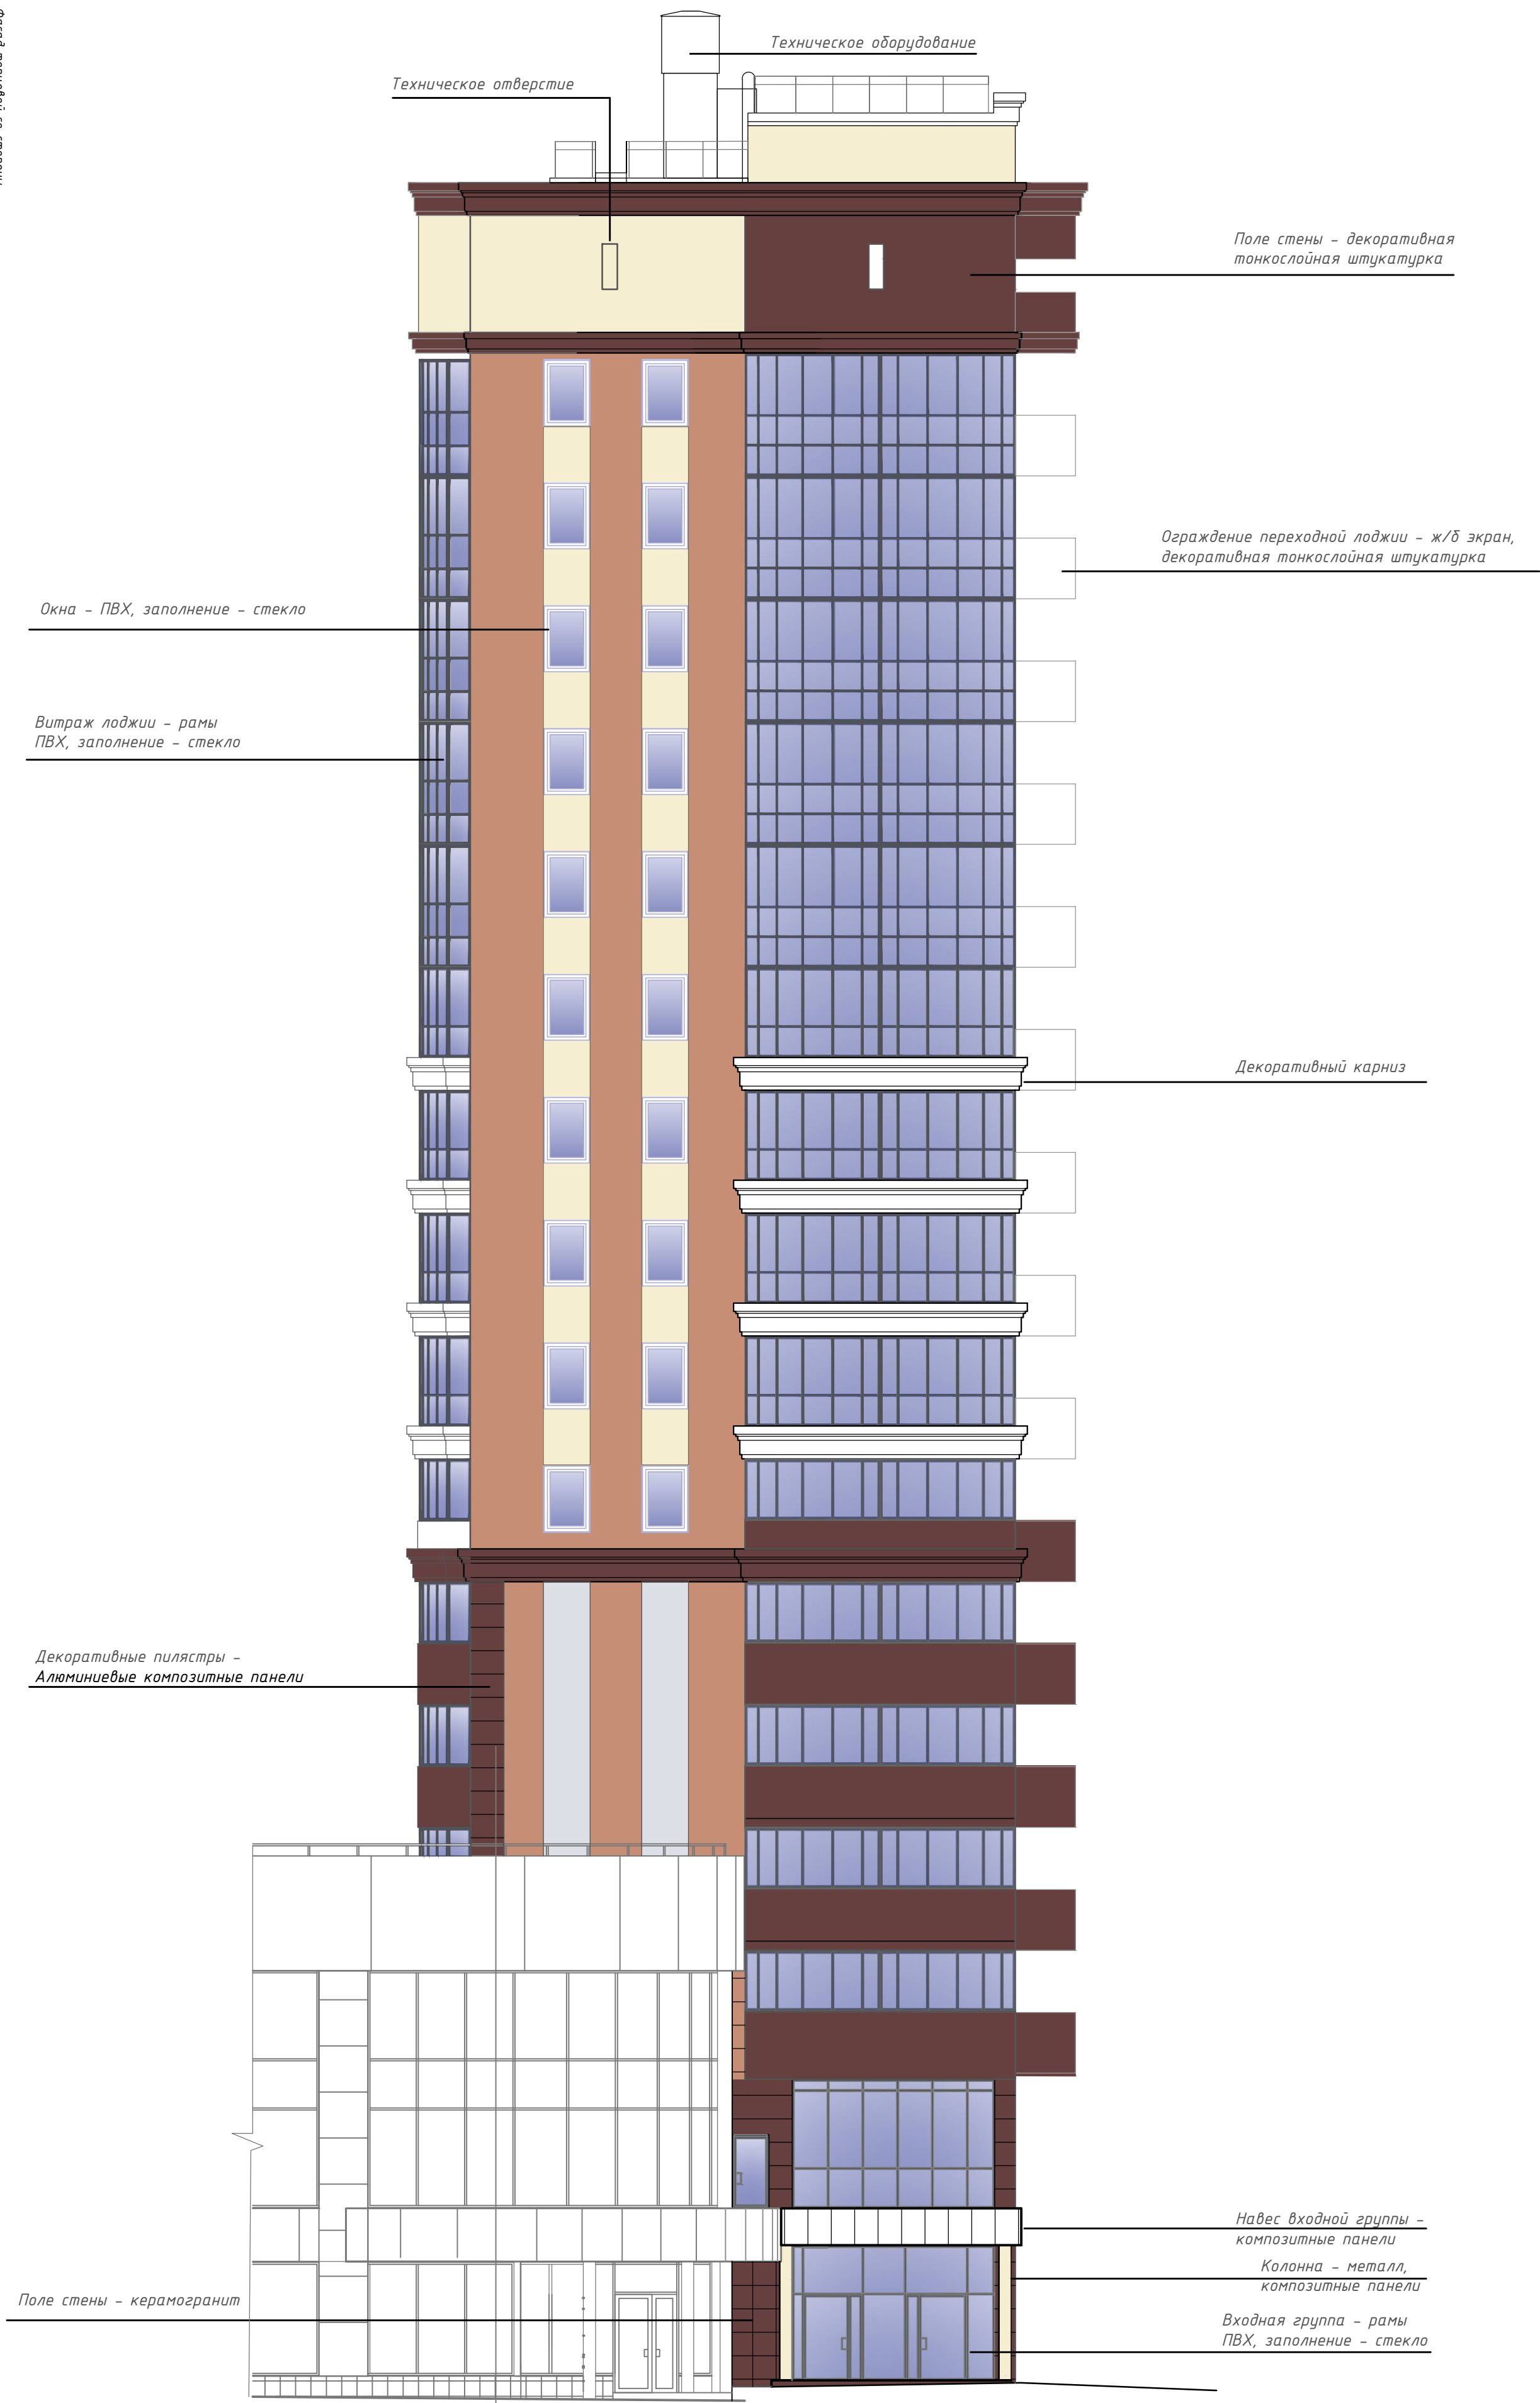 Техническое оборудование
Техническое отверстие
Поле стены - декоративная
тонкослойная штукатурка
Ограждение переходной лоджии - ж/б экран,
декоративная тонкослойная штукатурка
Окна - ПВХ, заполнение - стекло
Витраж лоджии - рамы
ПВХ, заполнение - стекло
Декоративный карниз
Декоративные пилястры -
Алюминиевые композитные панели
Навес входной группы -
композитные панели
Колонна - металл,
композитные панели
Поле стены - керамогранит
Входная группа - рамы
ПВХ, заполнение - стекло